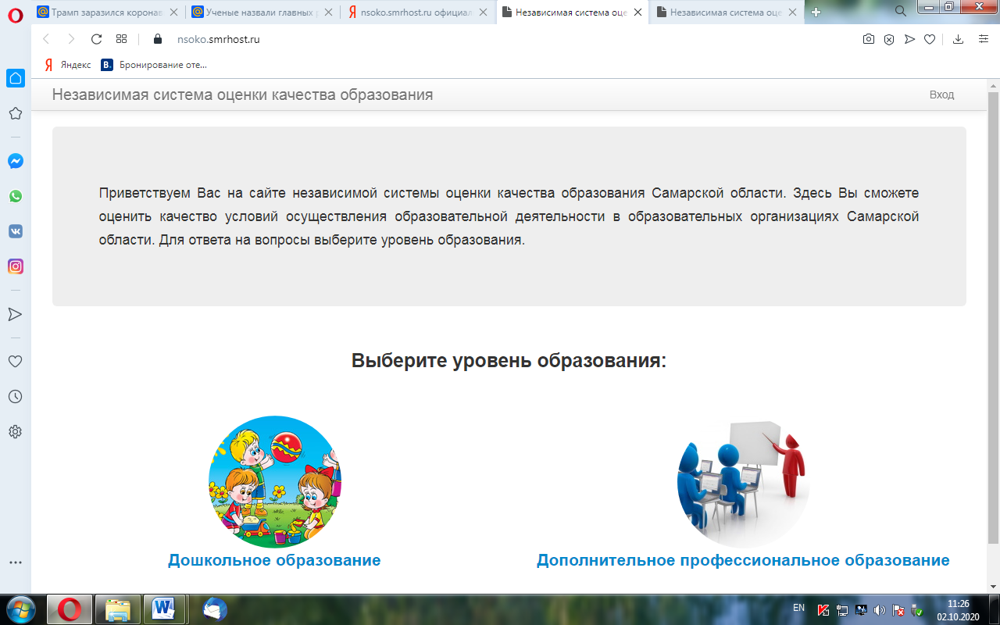 Трамп заразился коронав
Ученые назвали главных
nsoko.smrhost.ru официал
Независимая система оце
Независимая система оце
nsoko.smrhost.ru
Яндекс
B. Бронирование оте...
Независимая система оценки качества образования
Вход
Приветствуем Вас на сайте независимой системы оценки качества образования Самарской области. Здесь Вы сможете
оценить качество условий осуществления образовательной деятельности в образовательных организациях Самарской
области. Для ответа на вопросы выберите уровень образования.
Выберите уровень образования:
Дошкольное образование
Дополнительное профессиональное образование
EN
11:26
02.10.2020